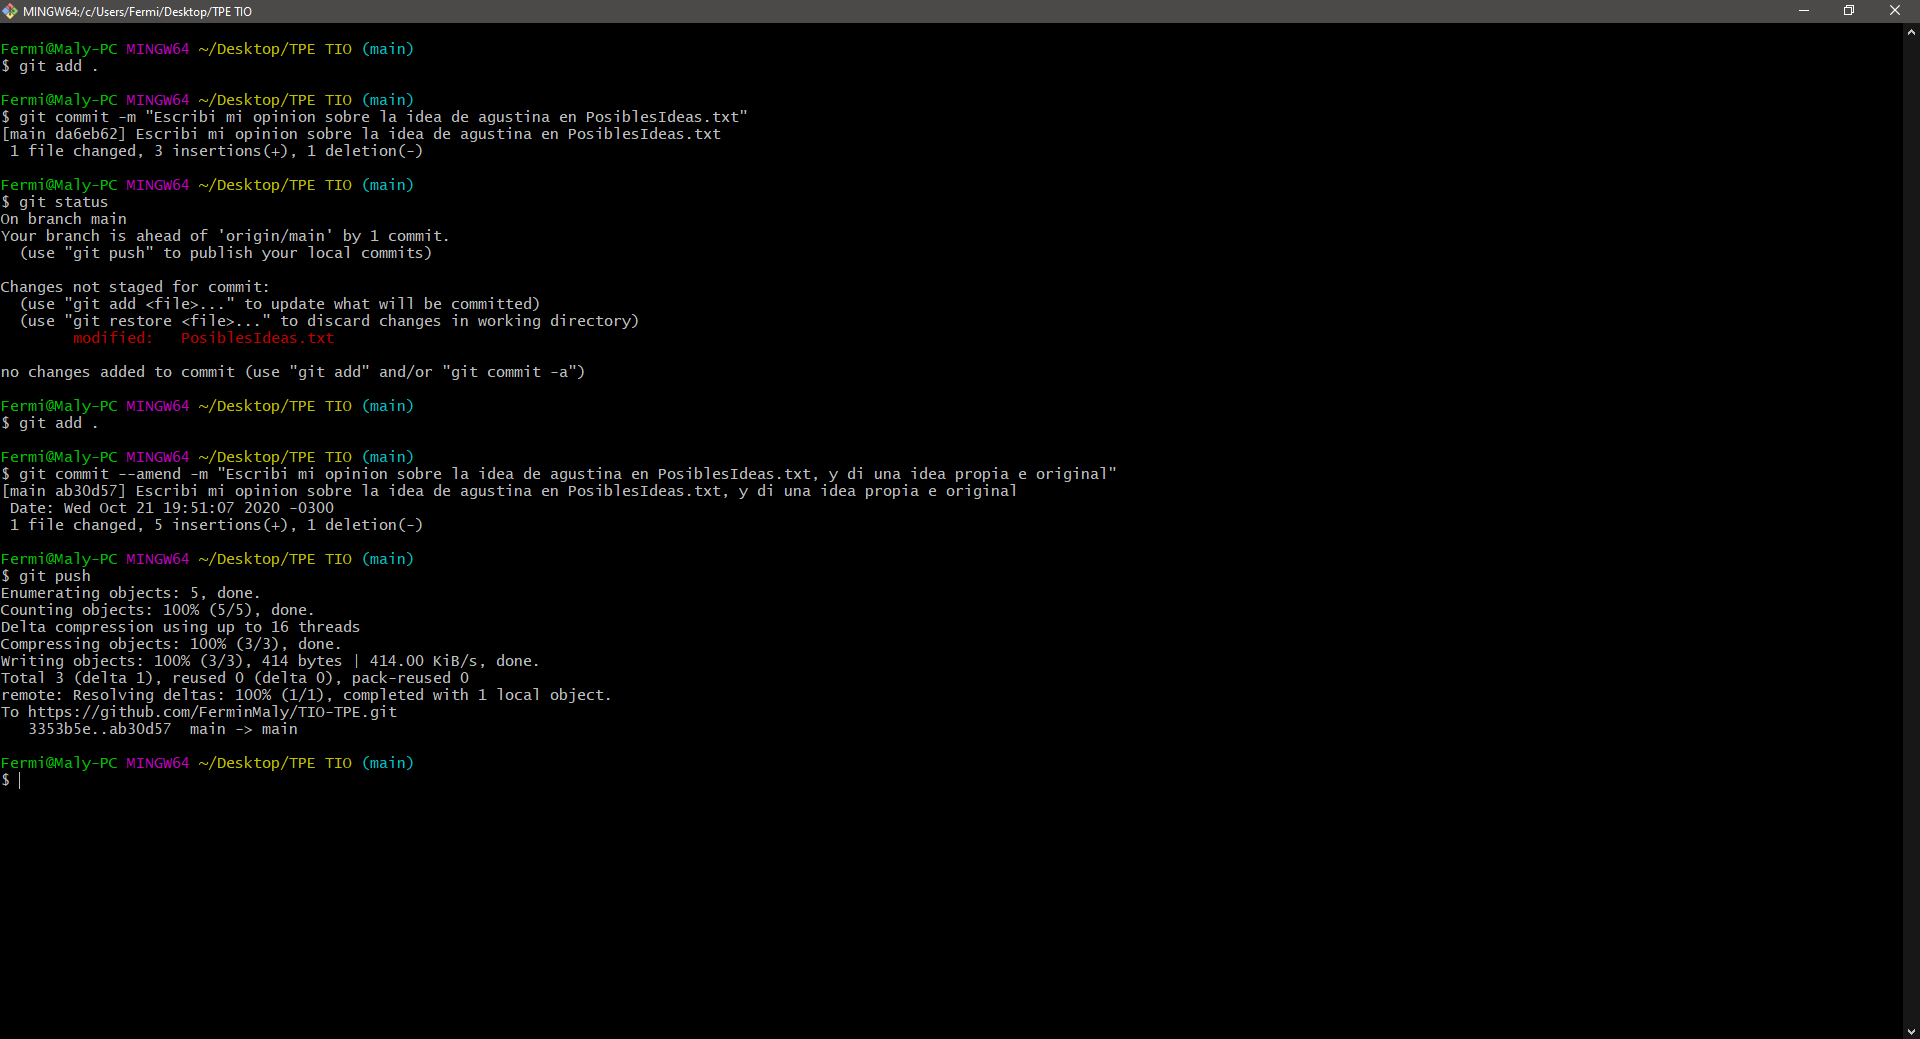 MINGW64:/c/Users/Fermi/Desktop/TPE TIO
Fermi@Maly-PC MINGW64 ~/Desktop/TPE TIO (main)
$ git add .
Fermi@Maly-PC MINGW64 ~/Desktop/TPE TIO (main)
$ git commit -m "Escribi mi opinion sobre la idea de agustina en PosiblesIdeas.txt"
[main da6eb62] Escribi mi opinion sobre la idea de agustina en PosiblesIdeas.txt
 1 file changed, 3 insertions(+), 1 deletion(-)
Fermi@Maly-PC MINGW64 ~/Desktop/TPE TIO (main)
$ git status
On branch main
Your branch is ahead of 'origin/main' by 1 commit.
  (use "git push" to publish your local commits)
Changes not staged for commit:
  (use "git add <file>..." to update what will be committed)
  (use "git restore <file>..." to discard changes in working directory)
        modified:   PosiblesIdeas.txt
no changes added to commit (use "git add" and/or "git commit -a")
Fermi@Maly-PC MINGW64 ~/Desktop/TPE TIO (main)
$ git add .
Fermi@Maly-PC MINGW64 ~/Desktop/TPE TIO (main)
$ git commit --amend -m "Escribi mi opinion sobre la idea de agustina en PosiblesIdeas.txt, y di una idea propia e original"
[main ab30d57] Escribi mi opinion sobre la idea de agustina en PosiblesIdeas.txt, y di una idea propia e original
 Date: Wed Oct 21 19:51:07 2020 -0300
 1 file changed, 5 insertions(+), 1 deletion(-)
Fermi@Maly-PC MINGW64 ~/Desktop/TPE TIO (main)
$ git push
Enumerating objects: 5, done.
Counting objects: 100% (5/5), done.
Delta compression using up to 16 threads
Compressing objects: 100% (3/3), done.
Writing objects: 100% (3/3), 414 bytes | 414.00 KiB/s, done.
Total 3 (delta 1), reused 0 (delta 0), pack-reused 0
remote: Resolving deltas: 100% (1/1), completed with 1 local object.
To https://github.com/FerminMaly/TIO-TPE.git
   3353b5e..ab30d57  main -> main
Fermi@Maly-PC MINGW64 ~/Desktop/TPE TIO (main)
$